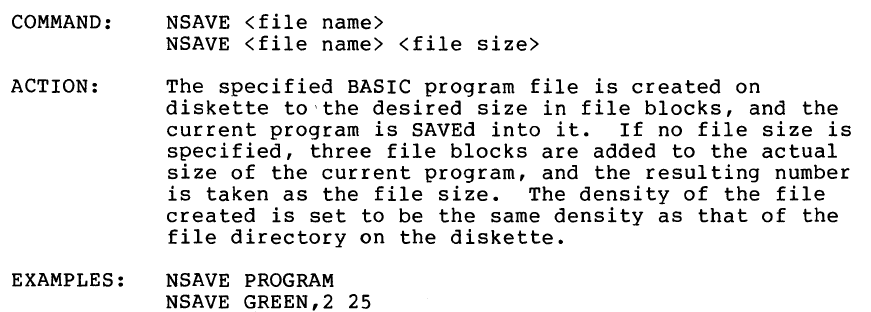 COMMAND: NSAVE <file name>
NSAVE <file name> <file size>
ACTION: The specified BASIC program file is created on
diskette to the desired size in file blocks, and the
current program is SAVEd into it. If no file size is
specified, three file blocks are added to the actual
size of the current program, and the resulting number
is taken as the file size. The density of the file
created is set to be the same density as that of the
file directory on the diskette.
EXAMPLES: NSAVE PROGRAM
NSAVE GREEN,2 25